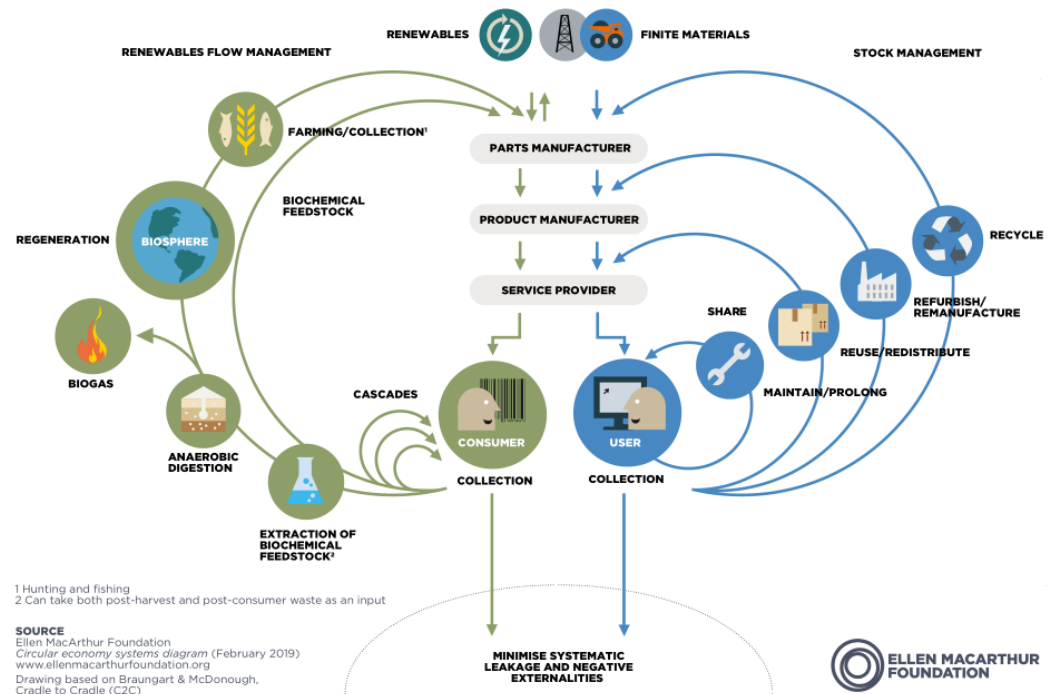 RENEWABLES
FINITE MATERIALS
RENEWABLES FLOW MANAGEMENT
STOCK MANAGEMENT
FARMING/COLLECTION¹
PARTS MANUFACTURER
BIOCHEMICAL
FEEDSTOCK
PRODUCT MANUFACTURER
REGENERATION
BIOSPHERE
RECYCLE
SERVICE PROVIDER
SHARE
REFURBISH/
REMANUFACTURE
REUSE/REDISTRIBUTE
BIOGAS
CASCADES
MAINTAIN/PROLONG
CONSUMER
USER
ANAEROBIC
DIGESTION
COLLECTION
COLLECTION
EXTRACTION OF
BIOCHEMICAL
FEEDSTOCK²
1 Hunting and fishing
2 Can take both post-harvest and post-consumer waste as an input
SOURCE
Ellen MacArthur Foundation
Circular economy systems diagram (February 2019)
www.ellenmacarthurfoundation.org
Drawing based on Braungart & McDonough,
Cradle to Cradle (C2C)
MINIMISE SYSTEMATIC
LEAKAGE AND NEGATIVE
EXTERNALITIES
ELLEN MACARTHUR
FOUNDATION